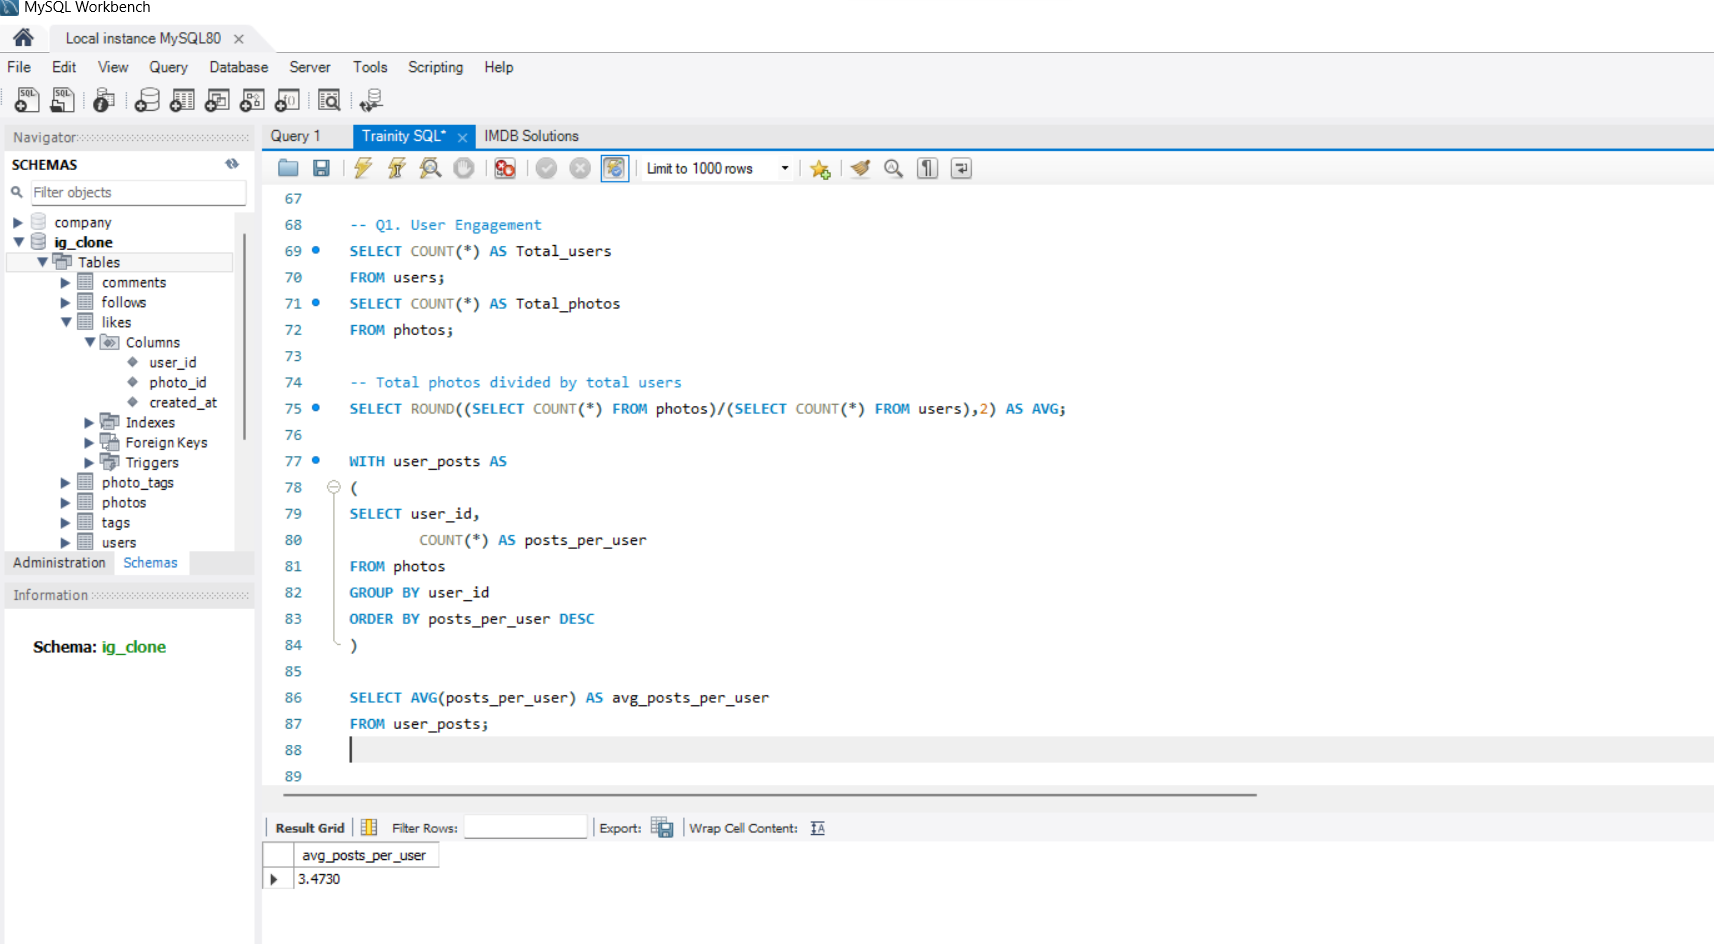 MySQL Workbench
Local instance MySQL80
File Edit View Query Database Server Tools Scripting Help
Navigator
Query 1 Trainity SQL* IMDB Solutions
SCHEMAS
Limit to 1000 rows
Filter objects
company
ig_clone
Tables
comments
follows
likes
Columns
user_id
photo_id
created_at
Indexes
Foreign Keys
Triggers
photo_tags
photos
tags
users
Administration Schemas
Information
Schema: ig_clone
67
68 -- Q1. User Engagement
69 SELECT COUNT(*) AS Total_users
70 FROM users;
71 SELECT COUNT(*) AS Total_photos
72 FROM photos;
73
74 -- Total photos divided by total users
75 SELECT ROUND((SELECT COUNT(*) FROM photos)/(SELECT COUNT(*) FROM users),2) AS AVG;
76
77 WITH user_posts AS
78 (
79 SELECT user_id,
80 COUNT(*) AS posts_per_user
81 FROM photos
82 GROUP BY user_id
83 ORDER BY posts_per_user DESC
84 )
85
86 SELECT AVG(posts_per_user) AS avg_posts_per_user
87 FROM user_posts;
88
89
Result Grid Filter Rows: Export: Wrap Cell Content:
avg_posts_per_user
3.4730